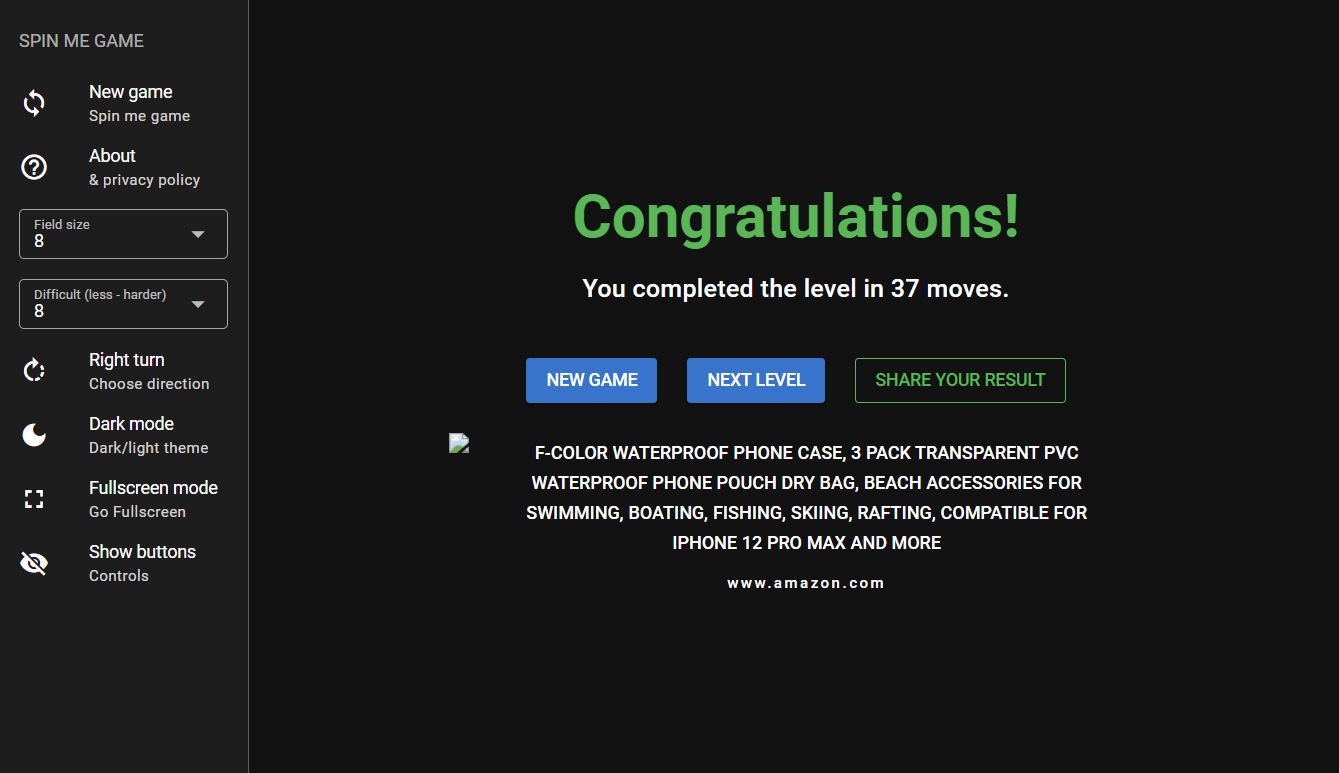 SPIN ME GAME
New game
Spin me game
About
& privacy policy
Field size
8
Difficult (less - harder)
8
Right turn
Choose direction
Dark mode
Dark/light theme
Fullscreen mode
Go Fullscreen
Show buttons
Controls
Congratulations!
You completed the level in 37 moves.
NEW GAME
NEXT LEVEL
SHARE YOUR RESULT
F-COLOR WATERPROOF PHONE CASE, 3 PACK TRANSPARENT PVC
WATERPROOF PHONE POUCH DRY BAG, BEACH ACCESSORIES FOR
SWIMMING, BOATING, FISHING, SKIING, RAFTING, COMPATIBLE FOR
IPHONE 12 PRO MAX AND MORE
www.amazon.com